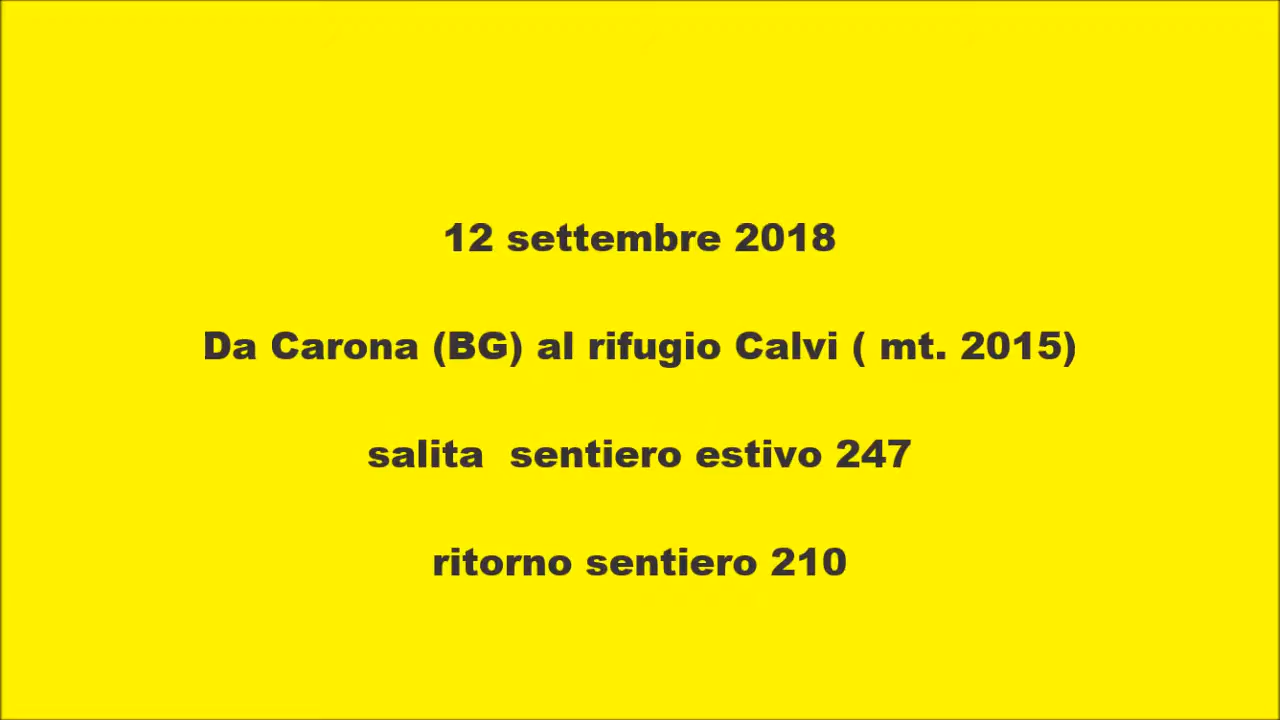 12 settembre 2018
Da Carona (BG) al rifugio Calvi ( mt. 2015)
salita  sentiero estivo 247
ritorno sentiero 210